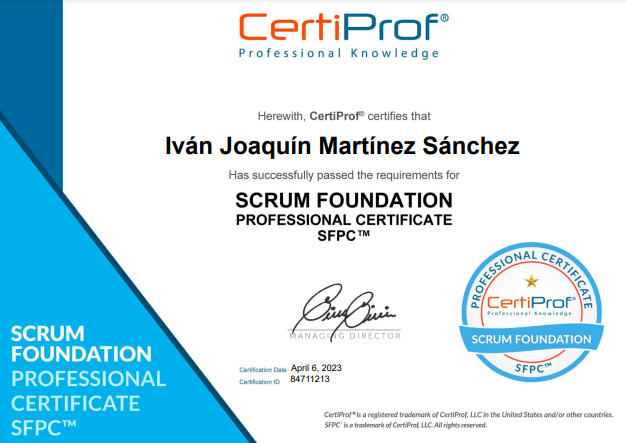 CertiProf®
Professional Knowledge
Herewith, CertiProf® certifies that
Iván Joaquín Martínez Sánchez
Has successfully passed the requirements for
SCRUM FOUNDATION
PROFESSIONAL CERTIFICATE
SFPC™
MANAGING DIRECTOR
Certification Date April 6, 2023
Certification ID 84711213
SCRUM
FOUNDATION
PROFESSIONAL
CERTIFICATE
SFPC™
PROFESSIONAL CERTIFICATE
CertiProf®
Professional Knowledge
SCRUM FOUNDATION
SFPC™
CertiProf® is a registered trademark of CertiProf, LLC in the United States and/or other countries.
SFPC™ is a trademark of CertiProf, LLC. All rights reserved.